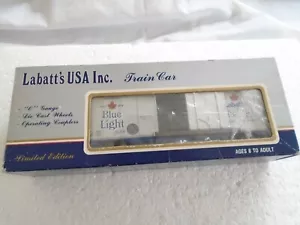 Labatt's USA Inc. Train Car
"O" Gauge
Die Cast Wheels
Operating Couplers
Blue
Light
Limited Edition
AGES 8 TO ADULT